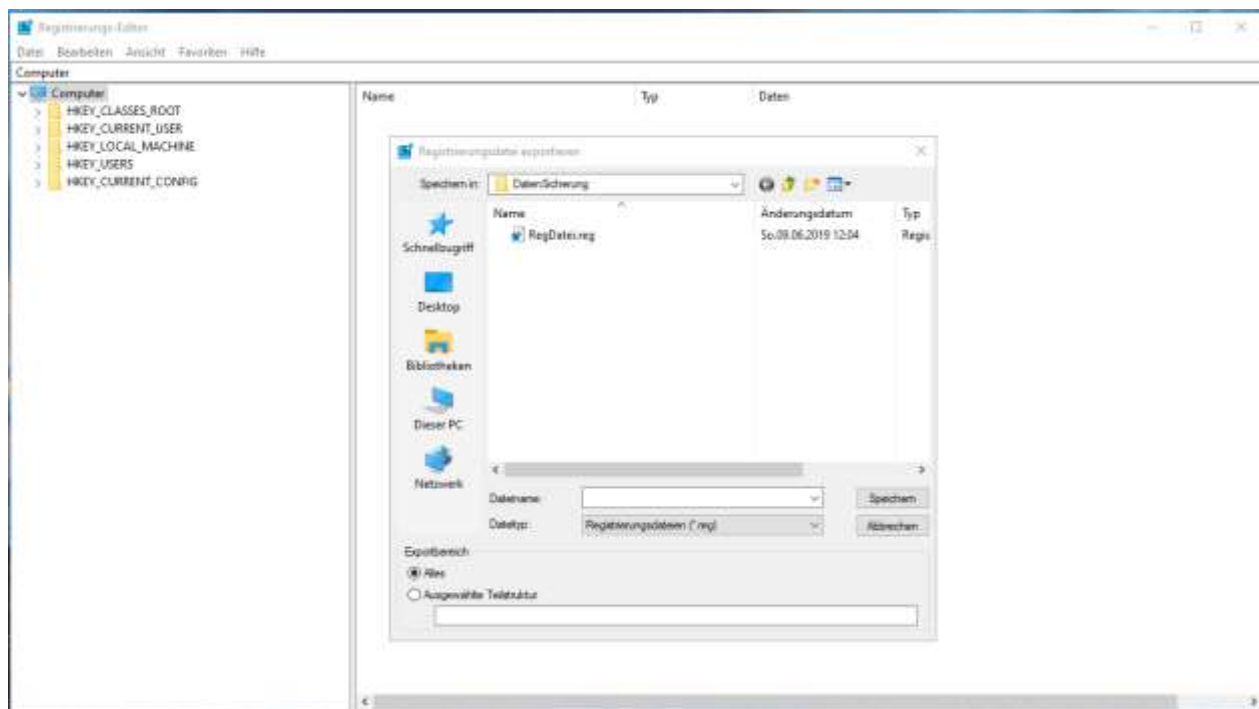 Registrierungs-Editor
Datei Bearbeiten Ansicht Favoriten Hilfe
Computer
Computer
HKEY_CLASSES_ROOT
HKEY_CURRENT_USER
HKEY_LOCAL_MACHINE
HKEY_USERS
HKEY_CURRENT_CONFIG
Name Typ Daten
Registrierungsdatei exportieren
Speichern in: DatenSicherung
Name Änderungsdatum Typ
RegDatei.reg So.09.06.2019 12:04 Regis
Schnellzugriff
Desktop
Bibliotheken
Dieser PC
Netzwerk
Dateiname: Speichern
Dateityp: Registrierungsdateien (*.reg) Abbrechen
Exportbereich
Alles
Ausgewählte Teilstruktur